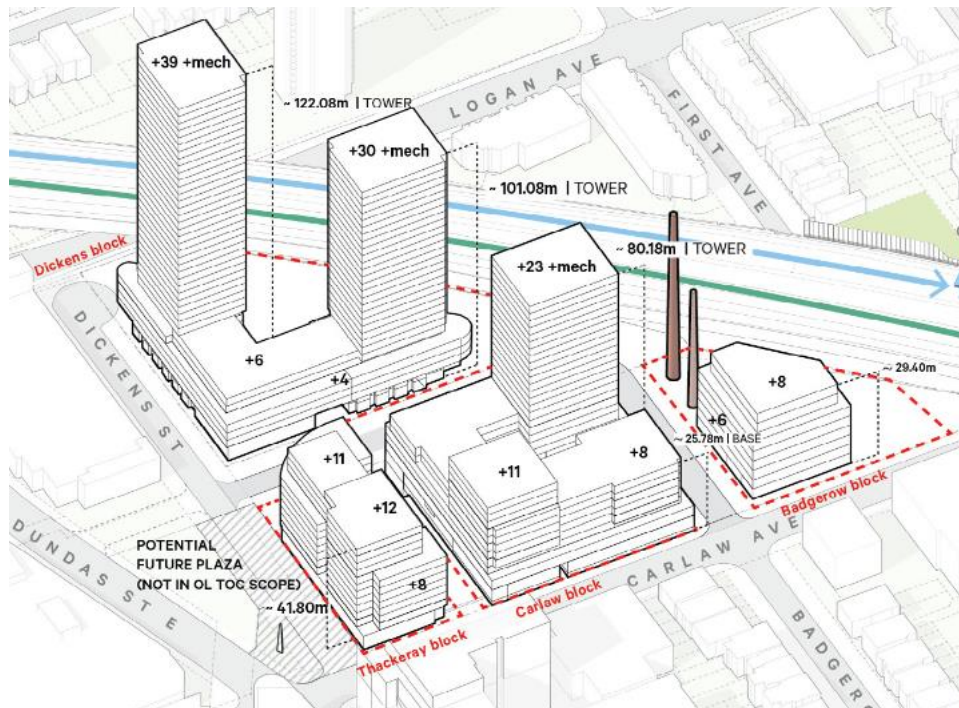 +39 +mech
~ 122.08m | TOWER
LOGAN AVE
FIRST AVE
+30 +mech
~ 101.08m | TOWER
~ 80.18m | TOWER
Dickens block
+23 +mech
DICKENS ST
+6
+4
+8
~ 29.40m
+6
~ 25.78m | BASE
+11
+11
+8
+12
Badgerow block
DUNDAS ST E
POTENTIAL
FUTURE PLAZA
(NOT IN OL TOC SCOPE)
+8
CARLAW AVE
~ 41.80m
Carlaw block
Thackeray block
BADGERO